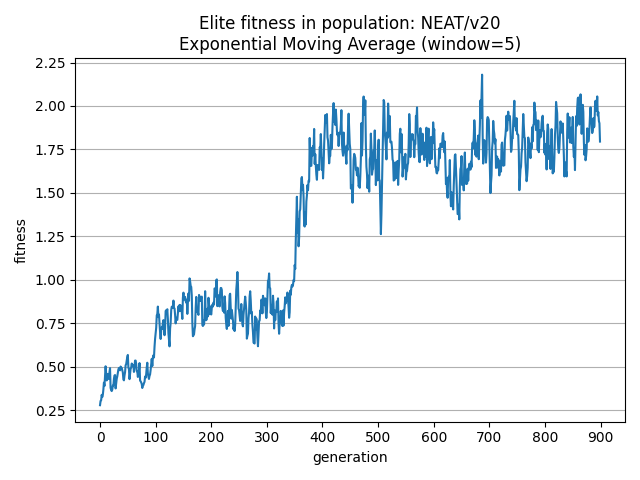 Elite fitness in population: NEAT/v20
Exponential Moving Average (window=5)
2.25
2.00
1.75
1.50
1.25
1.00
0.75
0.50
0.25
fitness
0 100 200 300 400 500 600 700 800 900
generation